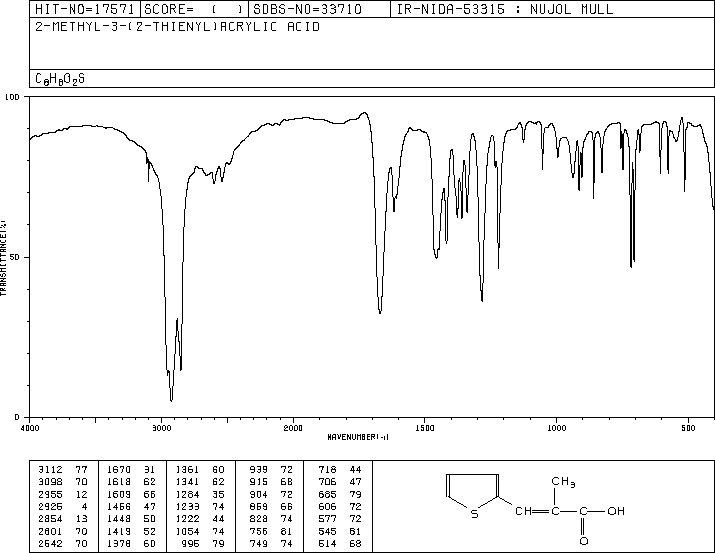 HIT-NO=17571 SCORE= ( ) SDBS-NO=33710 IR-NIDA-53315 : NUJOL MULL
2-METHYL-3-(2-THIENYL)ACRYLIC ACID
C8H8O2S
100
50
0
TRANSMITTANCE(%)
4000 3000 2000 1500 1000 500
WAVENUMBER(-1)
3112 77 1670 31 1361 60 939 72 718 44
3098 70 1618 62 1341 62 915 68 706 47
2955 12 1609 66 1284 35 904 72 685 79
2925 4 1456 47 1233 74 859 66 606 72
2854 13 1448 50 1222 44 828 74 577 72
2601 70 1419 52 1054 74 756 81 545 81
2542 70 1378 60 996 79 749 74 514 68
CH3
S CH C C OH
O